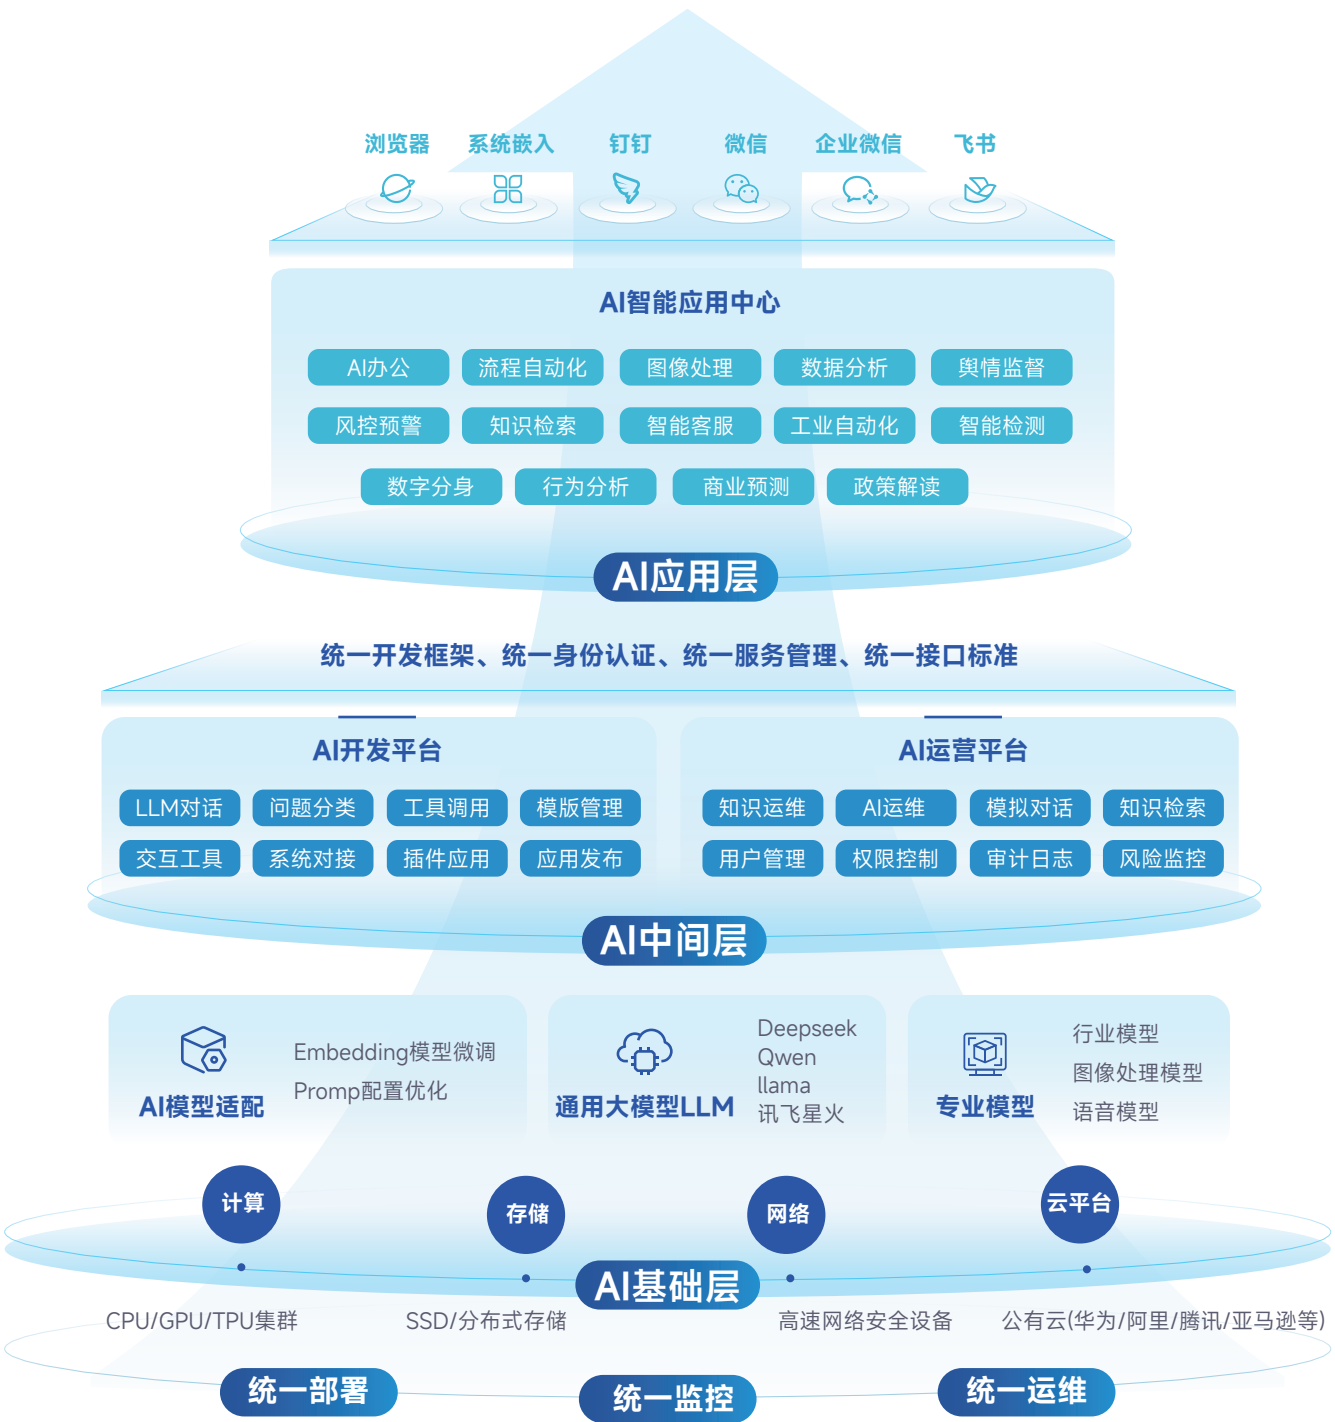 浏览器 系统嵌入 钉钉 微信 企业微信 飞书
AI智能应用中心
AI办公 流程自动化 图像处理 数据分析 舆情监督
风控预警 知识检索 智能客服 工业自动化 智能检测
数字分身 行为分析 商业预测 政策解读
AI应用层
统一开发框架、统一身份认证、统一服务管理、统一接口标准
AI开发平台
LLM对话 问题分类 工具调用 模版管理
交互工具 系统对接 插件应用 应用发布
AI运营平台
知识运维 AI运维 模拟对话 知识检索
用户管理 权限控制 审计日志 风险监控
AI中间层
AI模型适配
Embedding模型微调
Promp配置优化
通用大模型LLM
Deepseek
Qwen
llama
讯飞星火
专业模型
行业模型
图像处理模型
语音模型
计算 存储 网络 云平台
AI基础层
CPU/GPU/TPU集群 SSD/分布式存储 高速网络安全设备 公有云(华为/阿里/腾讯/亚马逊等)
统一部署 统一监控 统一运维